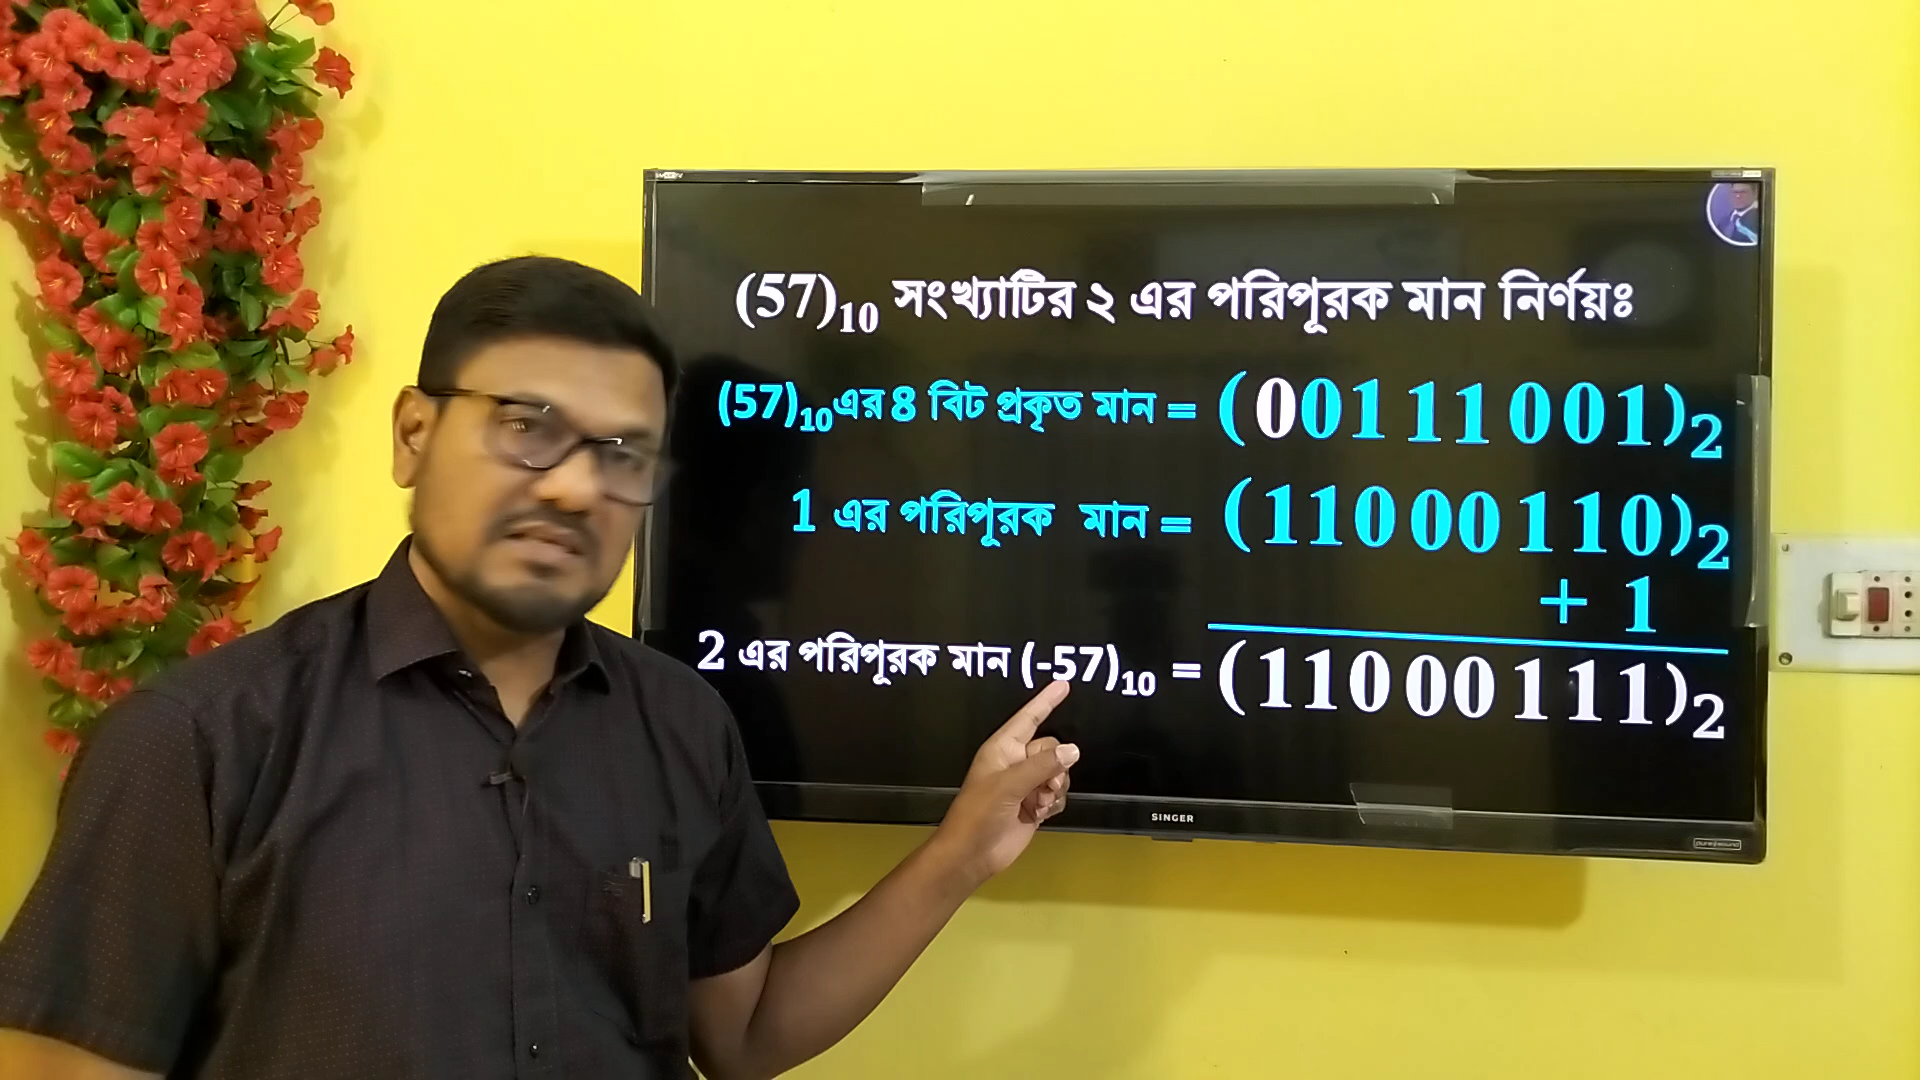 (57)10 সংখ্যাটির ২ এর পরিপূরক মান নির্ণয়ঃ
(57)10এর 8 বিট প্রকৃত মান = (00111001)2
1 এর পরিপূরক মান = (11000110)2
+ 1
2 এর পরিপূরক মান (-57)10 = (11000111)2
SINGER